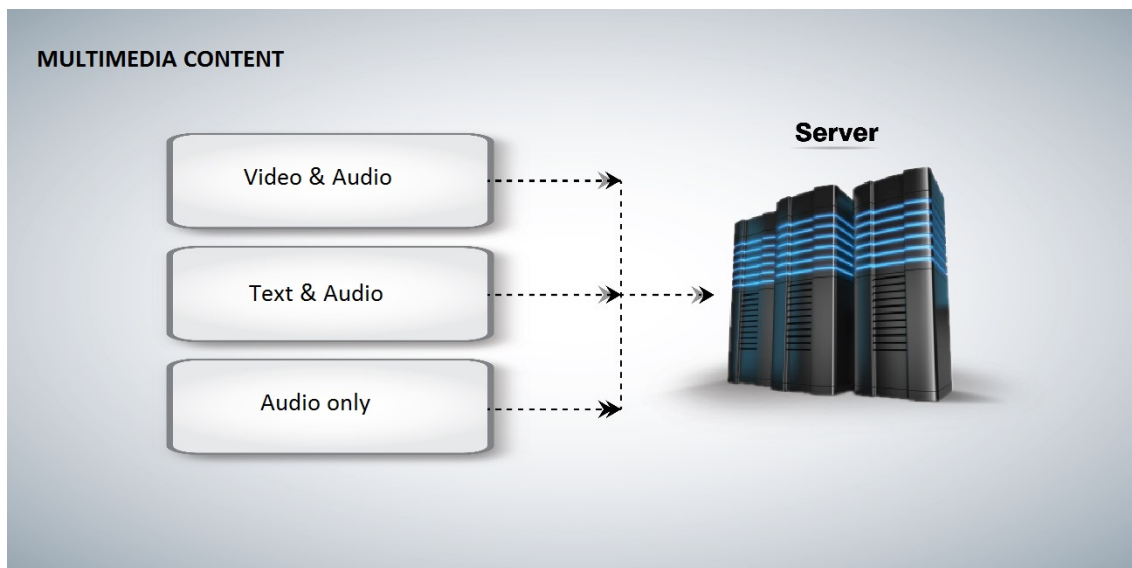 MULTIMEDIA CONTENT
Server
Video & Audio
Text & Audio
Audio only